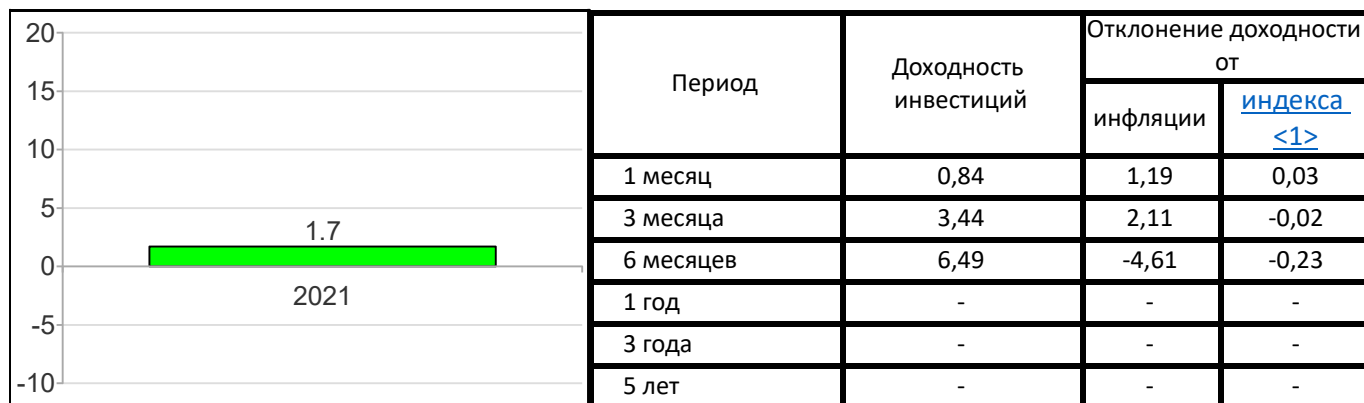 20
15
10
5
0
-5
-10
1.7
2021
Период
Доходность
инвестиций
Отклонение доходности
от
инфляции
индекса
<1>
1 месяц 0,84 1,19 0,03
3 месяца 3,44 2,11 -0,02
6 месяцев 6,49 -4,61 -0,23
1 год - - -
3 года - - -
5 лет - - -